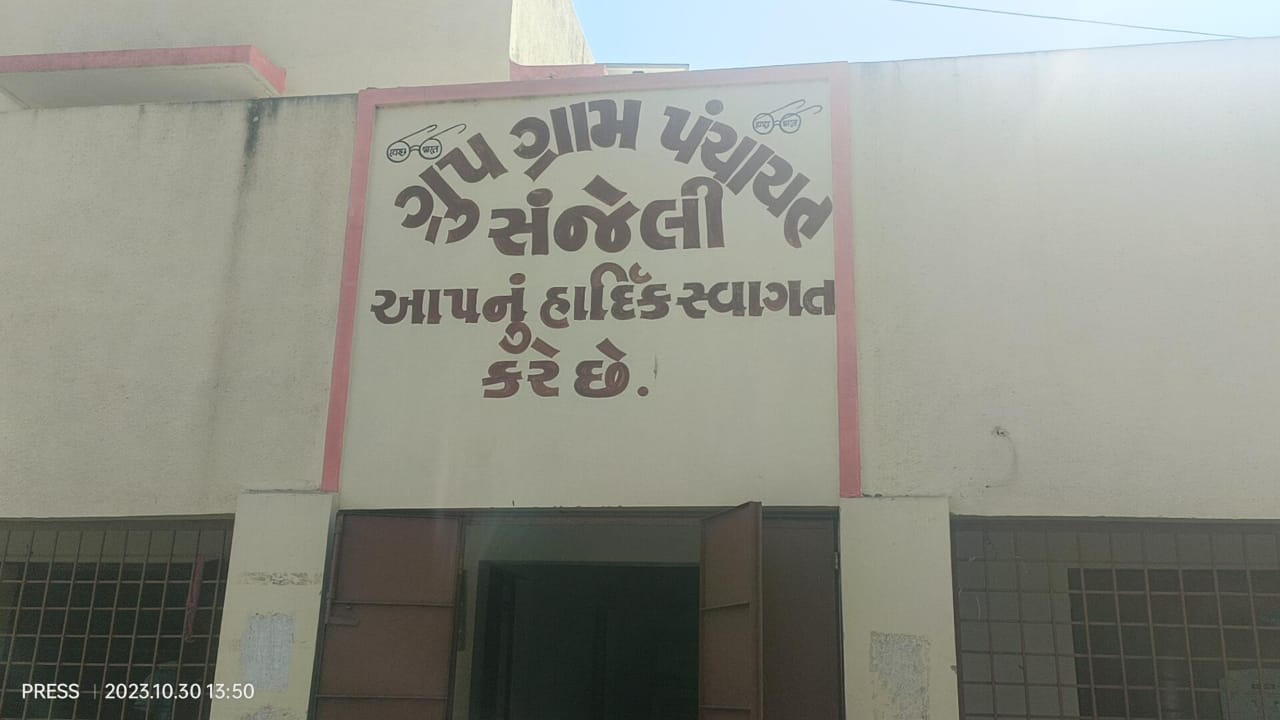 ગ્રુપ ગ્રામ પંચાયત
સંજેલી
આપનું હાર્દિક સ્વાગત
કરે છે.
PRESS | 2023.10.30 13:50